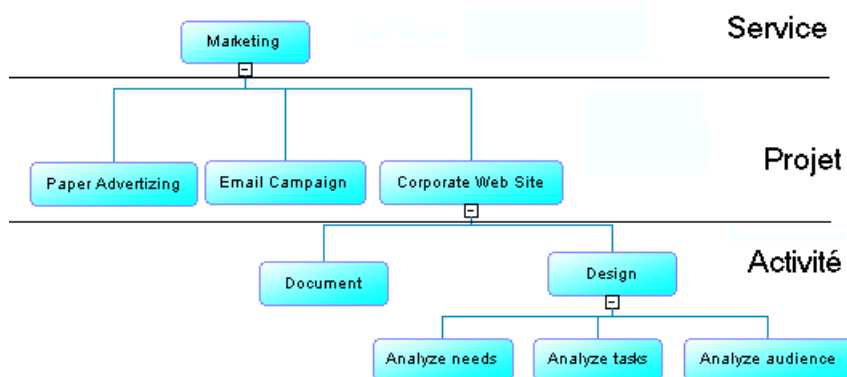 Service
Marketing
Projet
Paper Advertizing
Email Campaign
Corporate Web Site
Activité
Document
Design
Analyze needs
Analyze tasks
Analyze audience